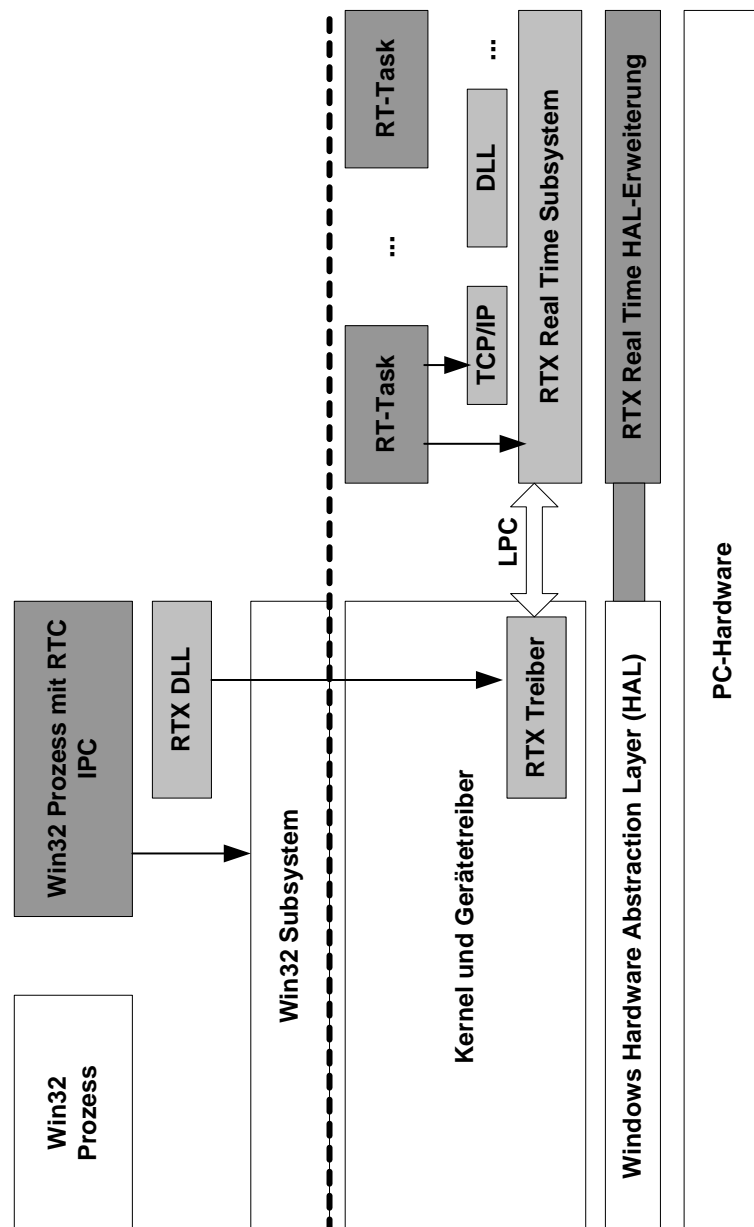 Win32
Prozess
Win32 Prozess mit RTC
IPC
RTX DLL
Win32 Subsystem
Kernel und Gerätetreiber
RTX Treiber
LPC
RT-Task
...
RT-Task
TCP/IP
DLL
...
RTX Real Time Subsystem
Windows Hardware Abstraction Layer (HAL)
RTX Real Time HAL-Erweiterung
PC-Hardware